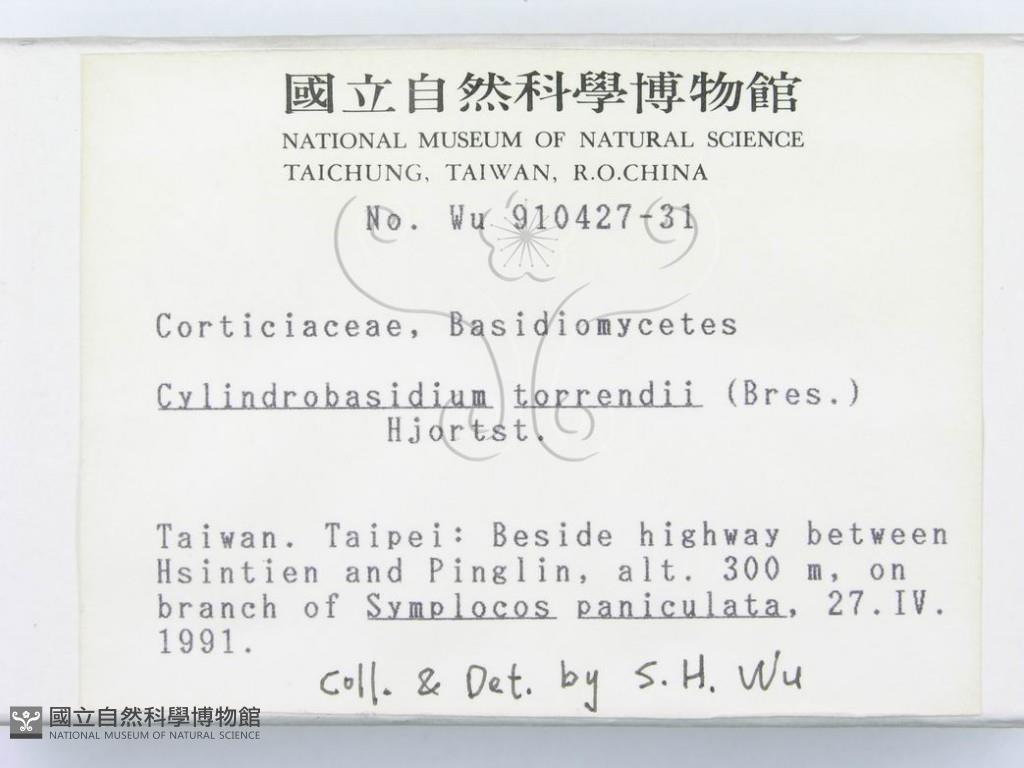 國立自然科學博物館
NATIONAL MUSEUM OF NATURAL SCIENCE
TAICHUNG, TAIWAN, R.O.CHINA
No. Wu 910427-31
Corticiaceae, Basidiomycetes
Cylindrobasidium torrendii (Bres.)
Hjortst.
Taiwan. Taipei: Beside highway between
Hsintien and Pinglin, alt. 300 m, on
branch of Symplocos paniculata, 27.IV.
1991.
Coll. & Det. by S.H. Wu
國立自然科學博物館
NATIONAL MUSEUM OF NATURAL SCIENCE